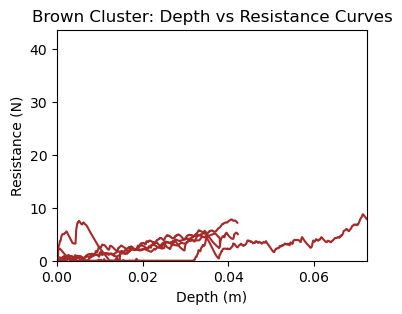 Brown Cluster: Depth vs Resistance Curves
Resistance (N)
40
30
20
10
0
0.00 0.02 0.04 0.06
Depth (m)